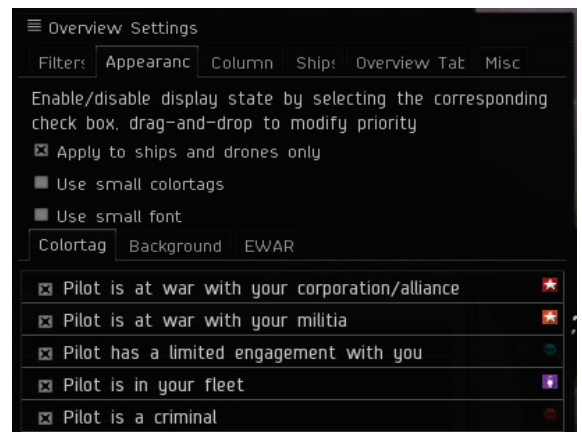 Overview Settings
Filters Appearanc Column Ships Overview Tab Misc
Enable/disable display state by selecting the corresponding
check box, drag-and-drop to modify priority
Apply to ships and drones only
Use small colortags
Use small font
Colortag Background EWAR
Pilot is at war with your corporation/alliance
Pilot is at war with your militia
Pilot has a limited engagement with you
Pilot is in your fleet
Pilot is a criminal